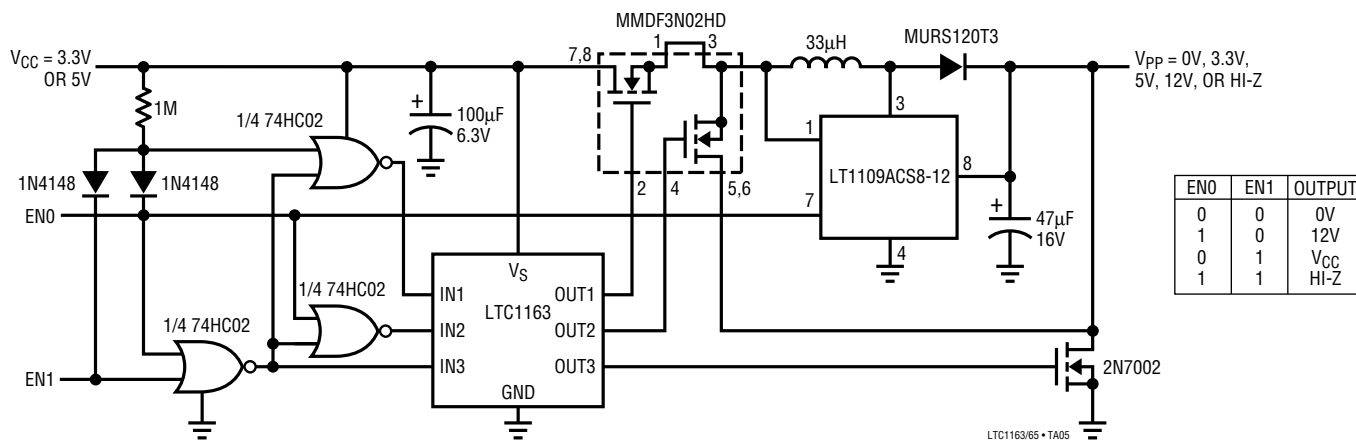 MMDF3N02HD
V_CC = 3.3V
OR 5V
7,8
1
3
33µH
MURS120T3
V_PP = 0V, 3.3V,
5V, 12V, OR HI-Z
1M
1/4 74HC02
+
100µF
6.3V
3
1
1N4148
1N4148
2
4
5,6
LT1109ACS8-12
8
EN0
7
+
47µF
16V
4
EN0 EN1 OUTPUT
0 0 0V
1 0 12V
0 1 V_CC
1 1 HI-Z
V_S
LTC1163
1/4 74HC02
IN1
OUT1
1/4 74HC02
IN2
OUT2
IN3
OUT3
2N7002
EN1
GND
LTC1163/65 • TA05